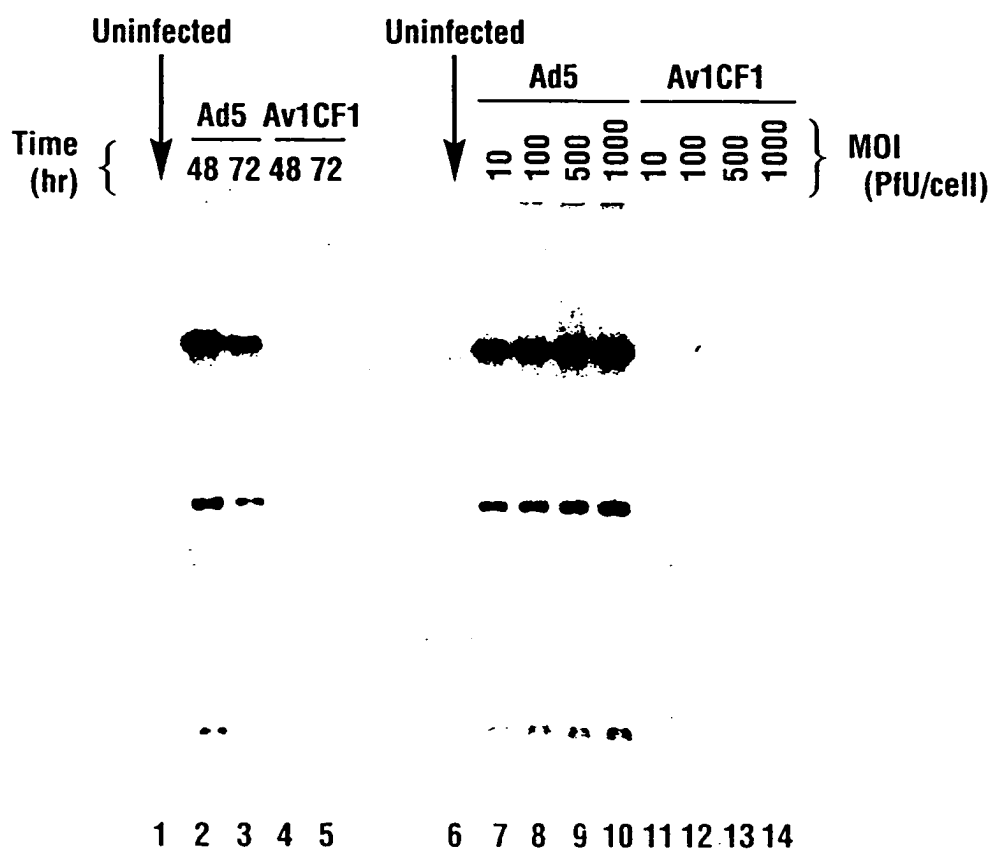 Uninfected Uninfected
Ad5 Av1CF1
Ad5 Av1CF1
Time (hr) { 48 72 48 72
10 100 500 1000 10 100 500 1000 } MOI (PfU/cell)
1 2 3 4 5 6 7 8 9 10 11 12 13 14